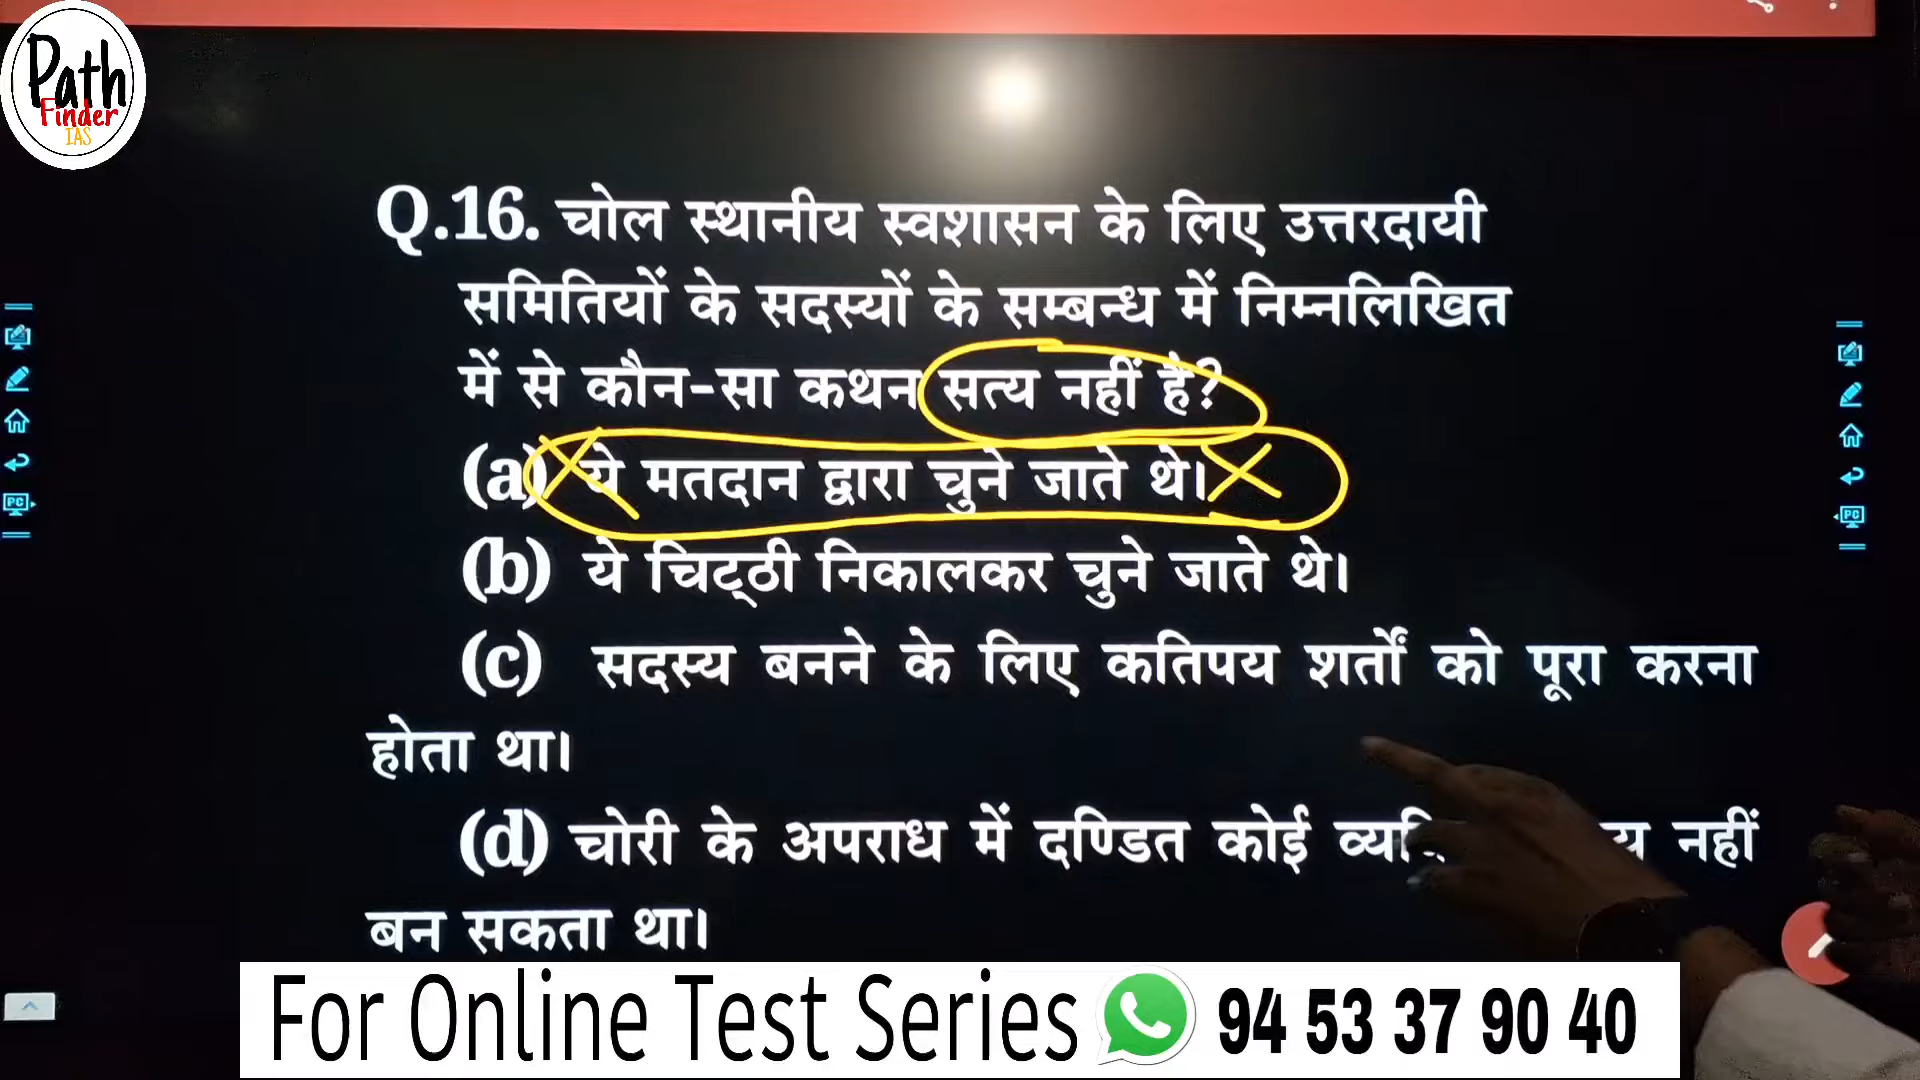 Path
Finder
IAS
Q.16. चोल स्थानीय स्वशासन के लिए उत्तरदायी
समितियों के सदस्यों के सम्बन्ध में निम्नलिखित
में से कौन-सा कथन सत्य नहीं है?
(a) ये मतदान द्वारा चुने जाते थे।
(b) ये चिट्ठी निकालकर चुने जाते थे।
(c) सदस्य बनने के लिए कतिपय शर्तों को पूरा करना
होता था।
(d) चोरी के अपराध में दण्डित कोई नहीं
बन सकता था।
PC
PC
For Online Test Series 94 53 37 90 40